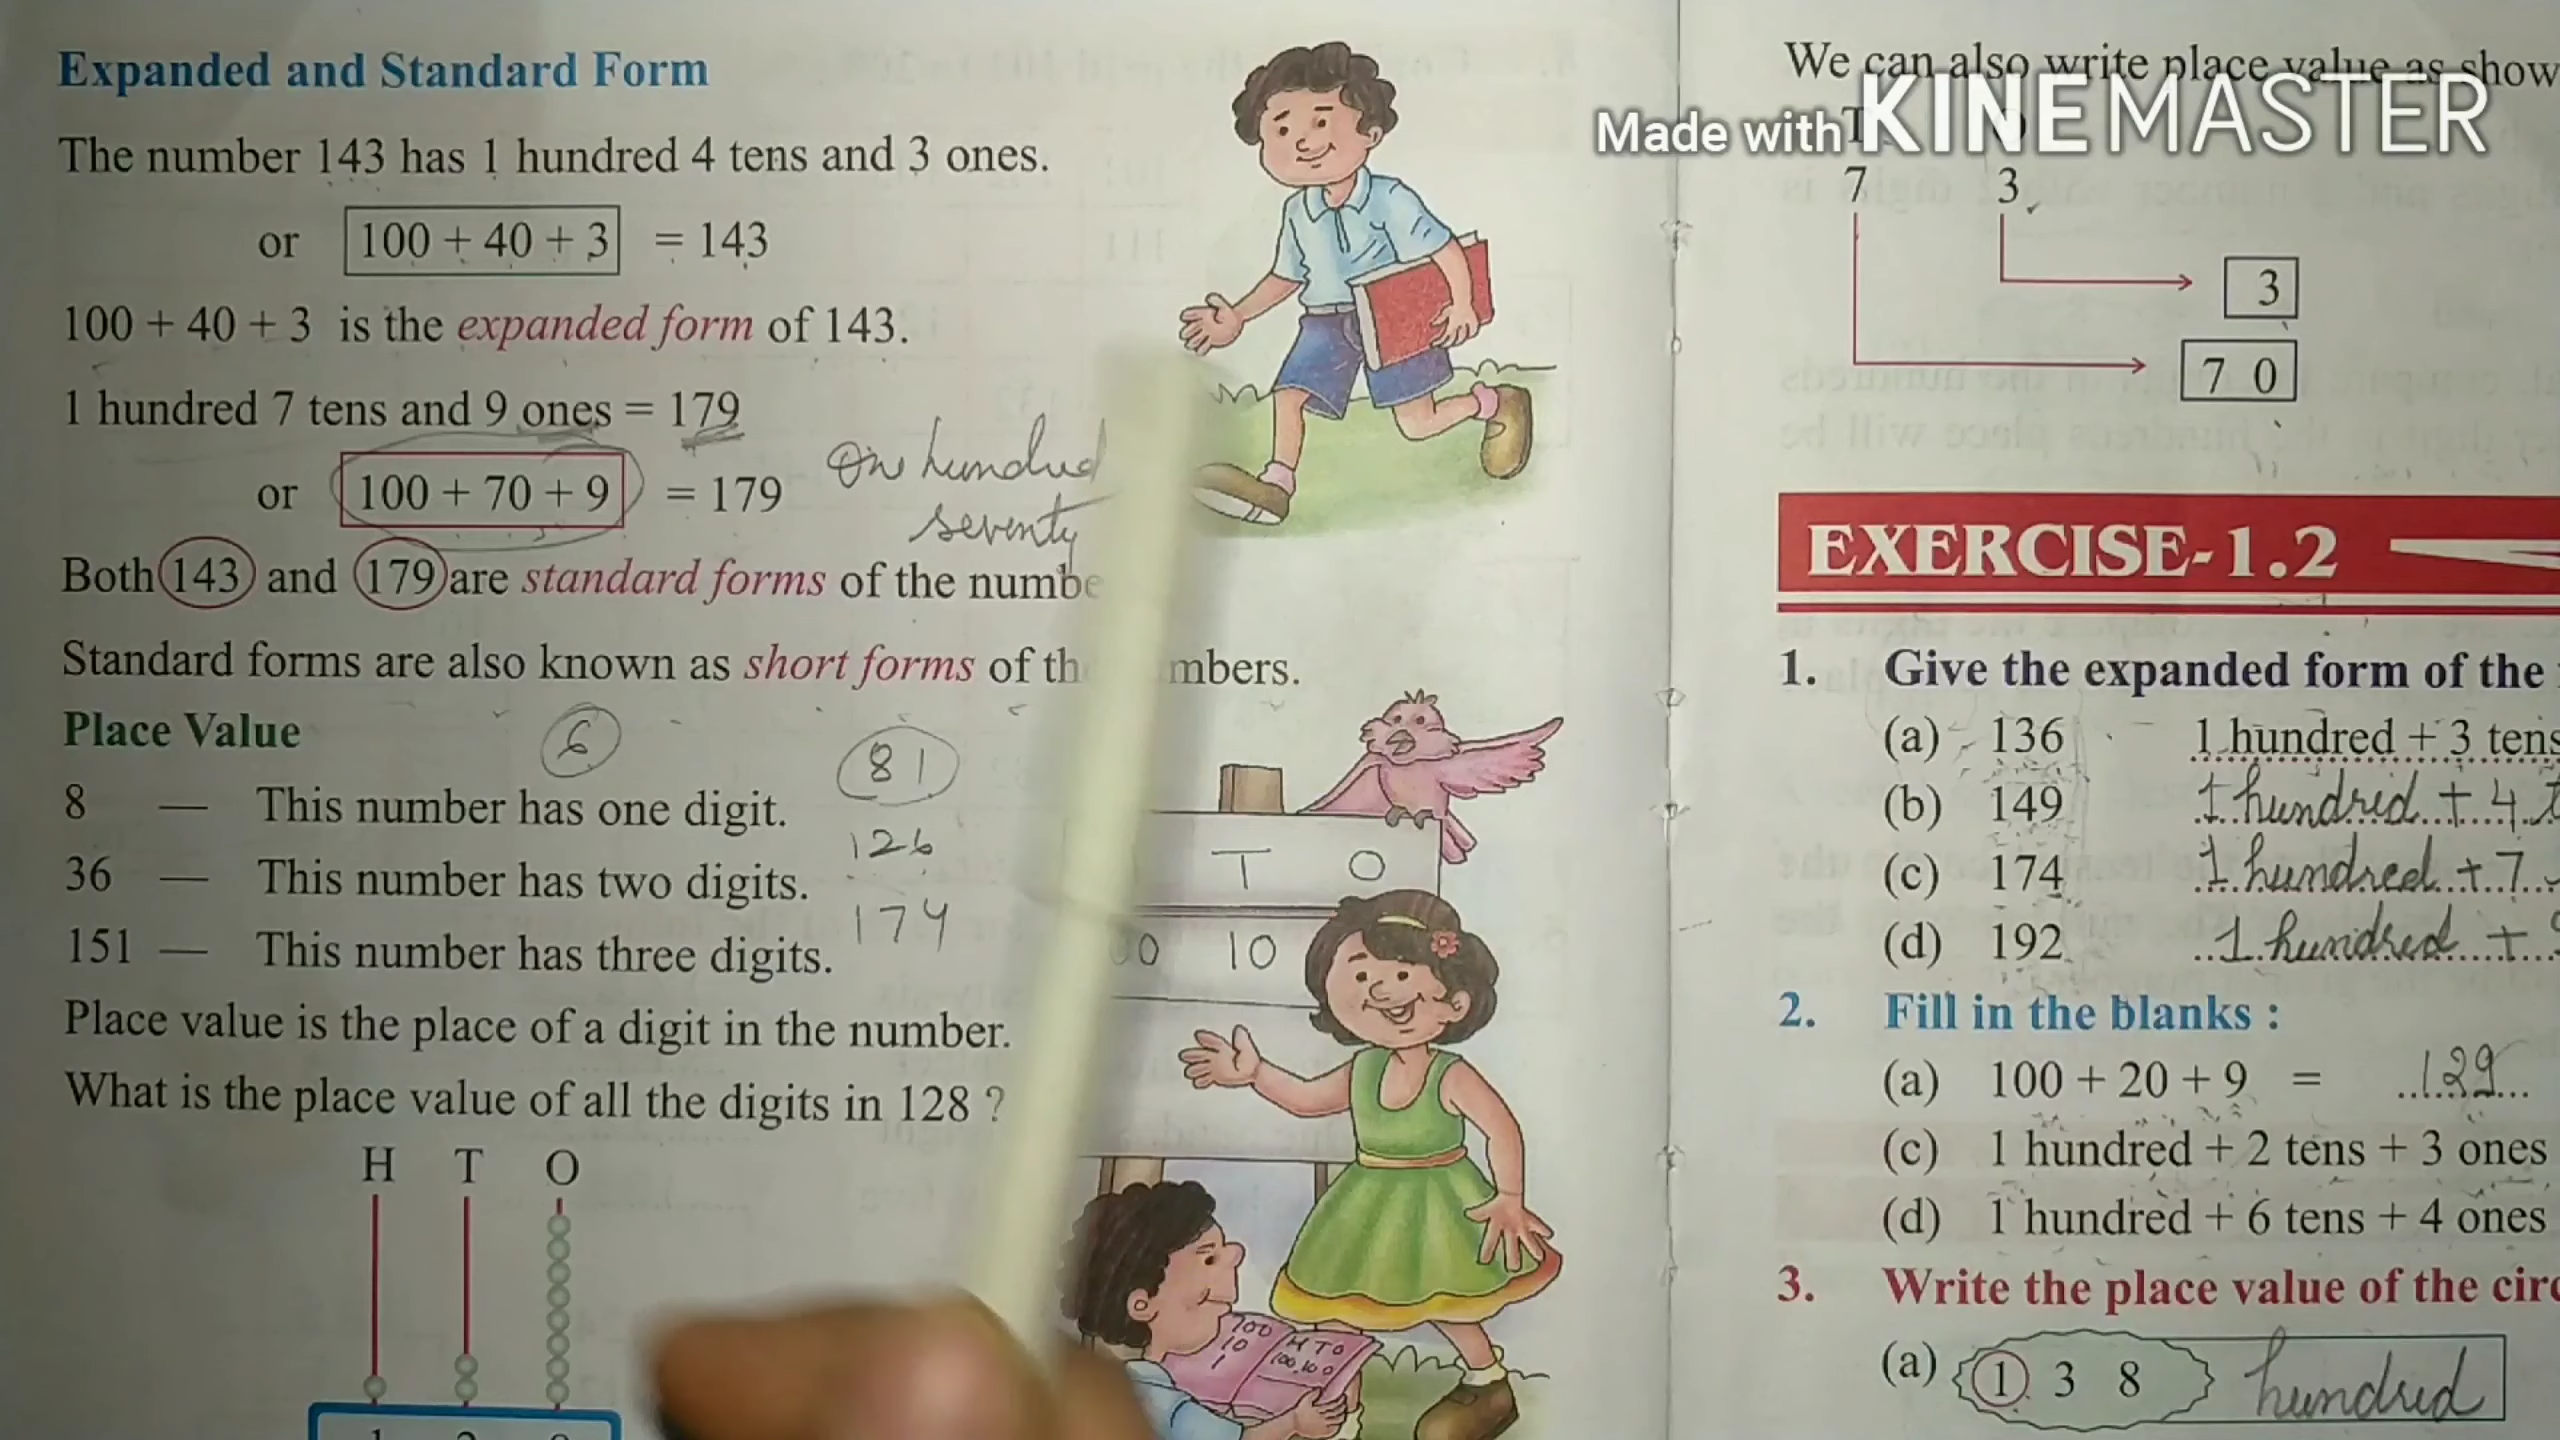 Expanded and Standard Form
The number 143 has 1 hundred 4 tens and 3 ones.
or 100 + 40 + 3 = 143
100 + 40 + 3 is the expanded form of 143.
1 hundred 7 tens and 9 ones = 179
or 100 + 70 + 9 = 179
One hundred
seventy
Both 143 and 179 are standard forms of the numbe
Standard forms are also known as short forms of th mbers.
Place Value
6
81
8 — This number has one digit.
126
36 — This number has two digits.
174
151 — This number has three digits.
Place value is the place of a digit in the number.
What is the place value of all the digits in 128 ?
H T O
T O
00 10
100
10
1
H T O
We can also write place value as show
Made with KINEMASTER
7 3
3
7 0
EXERCISE-1.2
1. Give the expanded form of the
(a) 136 1 hundred + 3 tens
(b) 149 1 hundred + 4 t
(c) 174 1 hundred + 7
(d) 192 1 hundred + 9
2. Fill in the blanks :
(a) 100 + 20 + 9 = 129
(c) 1 hundred + 2 tens + 3 ones
(d) 1 hundred + 6 tens + 4 ones
3. Write the place value of the circ
(a) 1 3 8 hundred